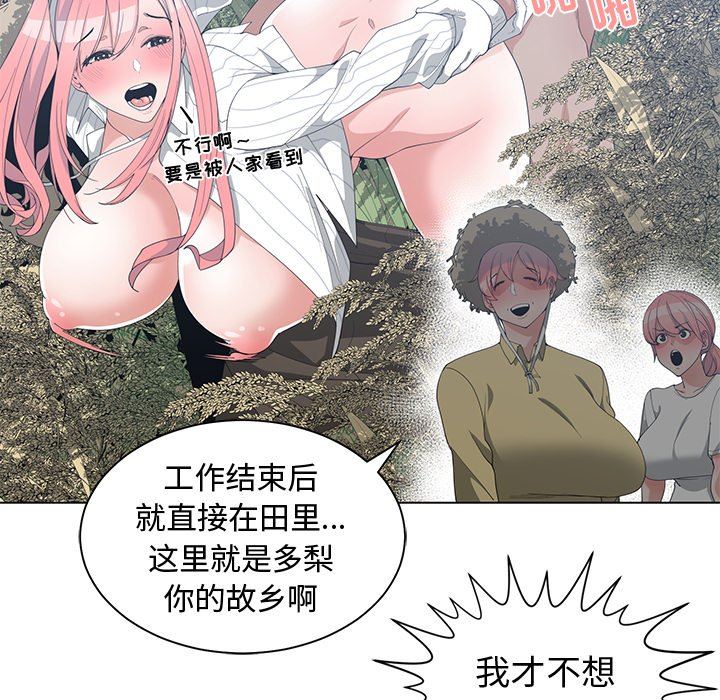 啪
不行啊~
要是被人家看到
工作结束后
就直接在田里...
这里就是多梨
你的故乡啊
我才不想